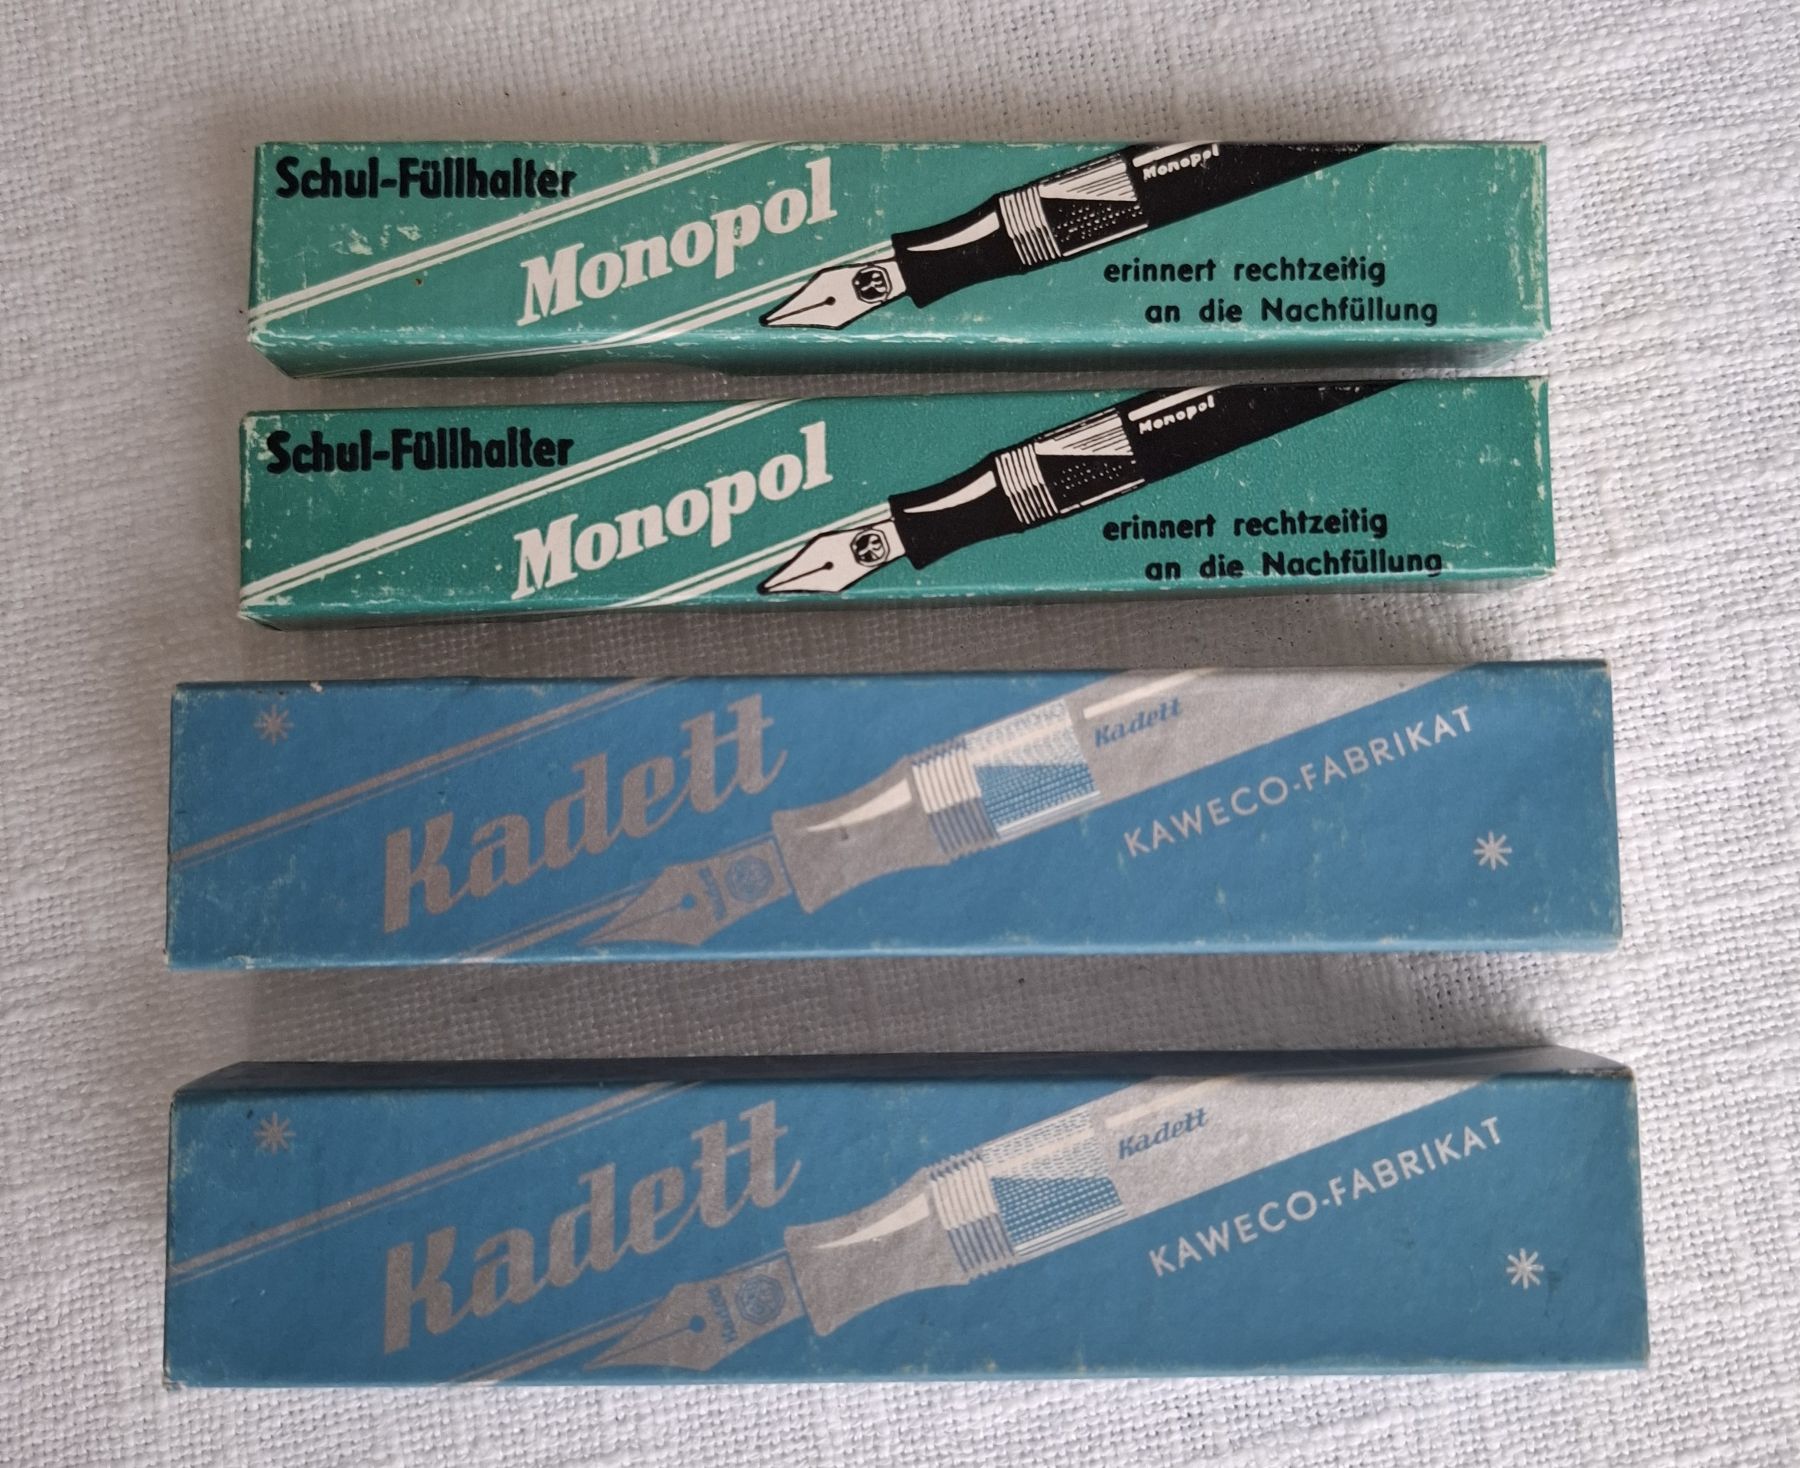 Schul-Füllhalter
Monopol
Monopol
erinnert rechtzeitig
an die Nachfüllung
Schul-Füllhalter
Monopol
Monopol
erinnert rechtzeitig
an die Nachfüllung
Kadett
Kadett
KAWECO-FABRIKAT
Kadett
Kadett
KAWECO-FABRIKAT